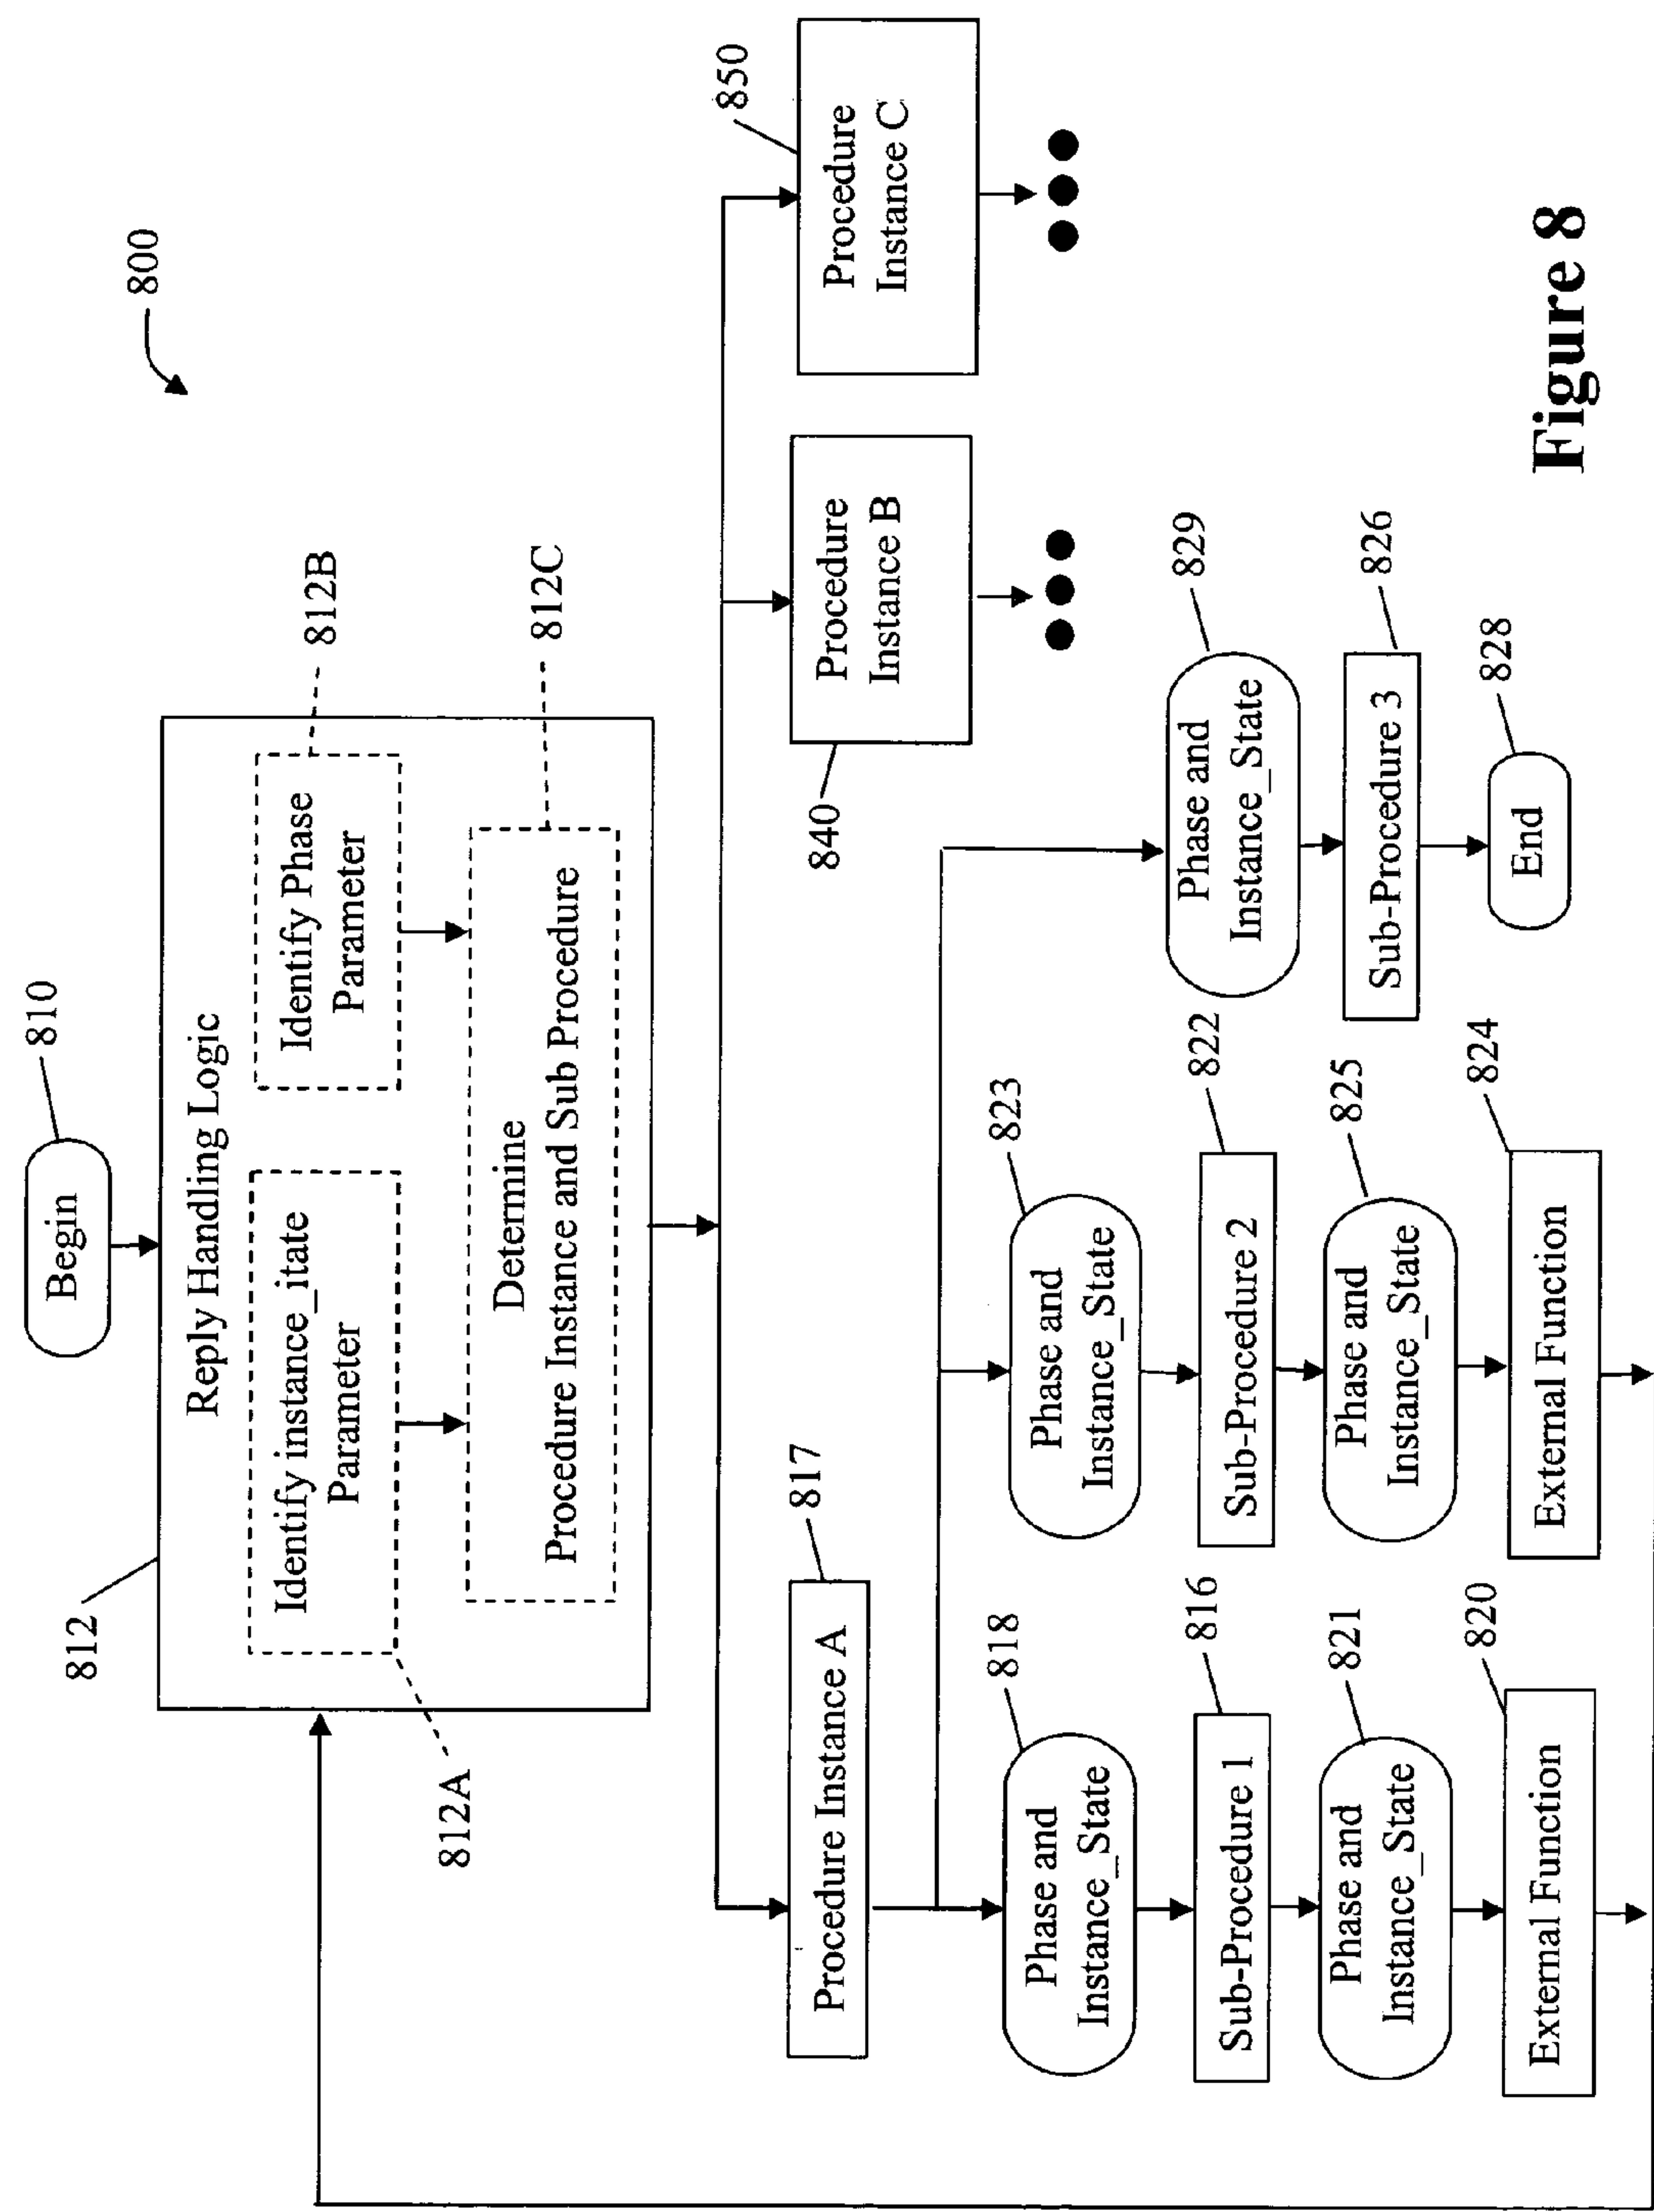 800
Begin
810
812
Reply Handling Logic
Identify instance_itate
Parameter
812A
Identify Phase
Parameter
812B
Determine
Procedure Instance and Sub Procedure
812C
Procedure Instance A
817
Procedure
Instance B
840
Procedure
Instance C
850
Phase and
Instance_State
818
Sub-Procedure 1
816
Phase and
Instance_State
821
External Function
820
Phase and
Instance_State
823
Sub-Procedure 2
822
Phase and
Instance_State
825
External Function
824
Phase and
Instance_State
829
Sub-Procedure 3
826
End
828
Figure 8